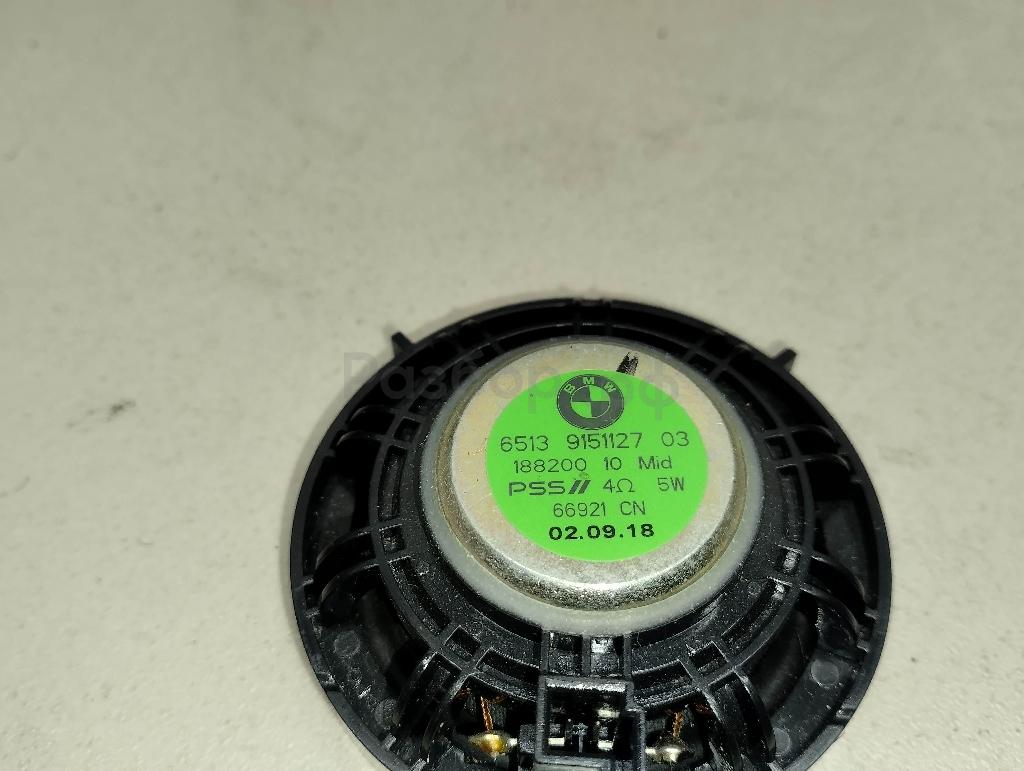 BMW
6513 9151127 03
188200 10 Mid
PSS 4Ω 5W
66921 CN
02.09.18